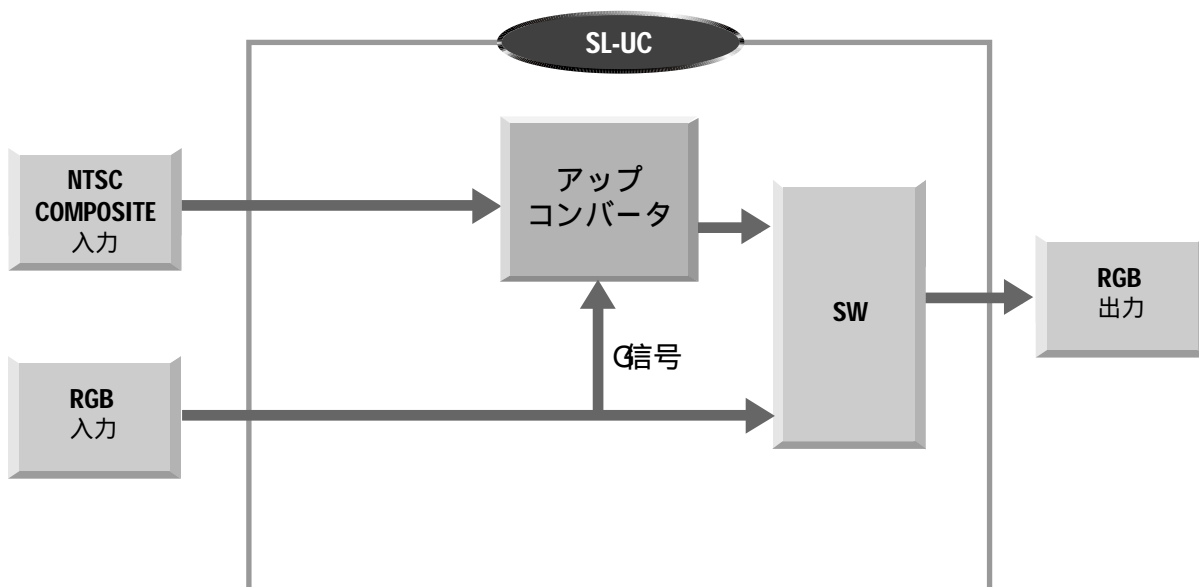 SL-UC
NTSC
COMPOSITE
入力
アップ
コンバータ
SW
RGB
出力
G信号
RGB
入力